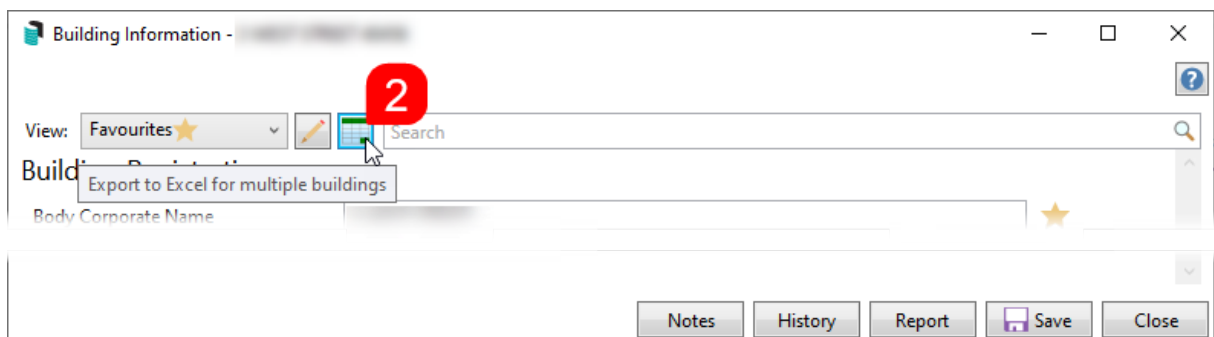 Building Information -
2
View: Favourites Search
Build
Export to Excel for multiple buildings
Body Corporate Name
Notes History Report Save Close